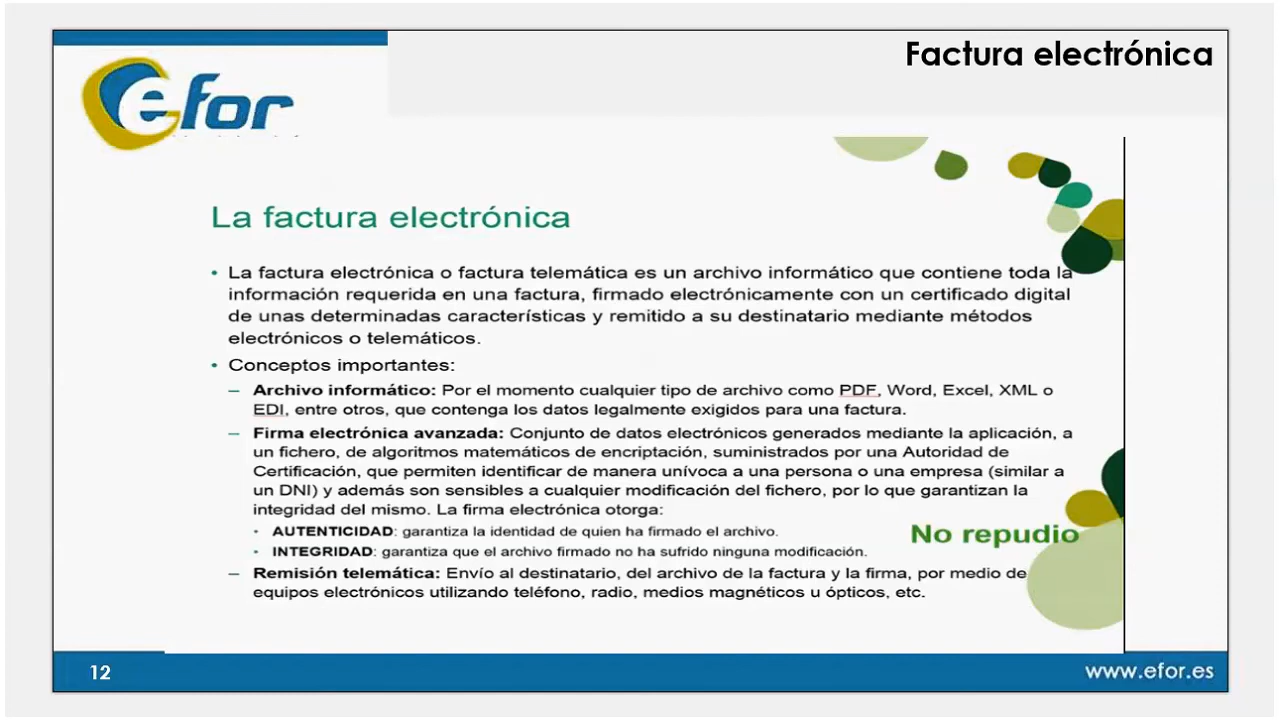 Factura electrónica
efor
La factura electrónica
• La factura electrónica o factura telemática es un archivo informático que contiene toda la
información requerida en una factura, firmado electrónicamente con un certificado digital
de unas determinadas características y remitido a su destinatario mediante métodos
electrónicos o telemáticos.
• Conceptos importantes:
– Archivo informático: Por el momento cualquier tipo de archivo como PDF, Word, Excel, XML o
EDI, entre otros, que contenga los datos legalmente exigidos para una factura.
– Firma electrónica avanzada: Conjunto de datos electrónicos generados mediante la aplicación, a
un fichero, de algoritmos matemáticos de encriptación, suministrados por una Autoridad de
Certificación, que permiten identificar de manera unívoca a una persona o una empresa (similar a
un DNI) y además son sensibles a cualquier modificación del fichero, por lo que garantizan la
integridad del mismo. La firma electrónica otorga:
• AUTENTICIDAD: garantiza la identidad de quien ha firmado el archivo.
No repudio
• INTEGRIDAD: garantiza que el archivo firmado no ha sufrido ninguna modificación.
– Remisión telemática: Envío al destinatario, del archivo de la factura y la firma, por medio de
equipos electrónicos utilizando teléfono, radio, medios magnéticos u ópticos, etc.
12
www.efor.es